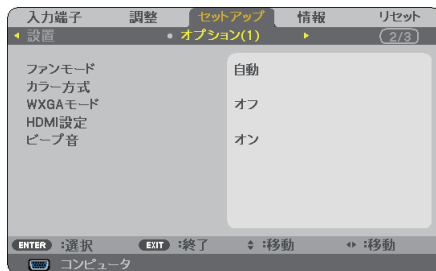 入力端子 調整 セットアップ 情報 リセット
設置 オプション(1) 2/3
ファンモード 自動
カラー方式
WXGAモード オフ
HDMI設定
ビープ音 オン
ENTER :選択 EXIT :終了 :移動 :移動
コンピュータ